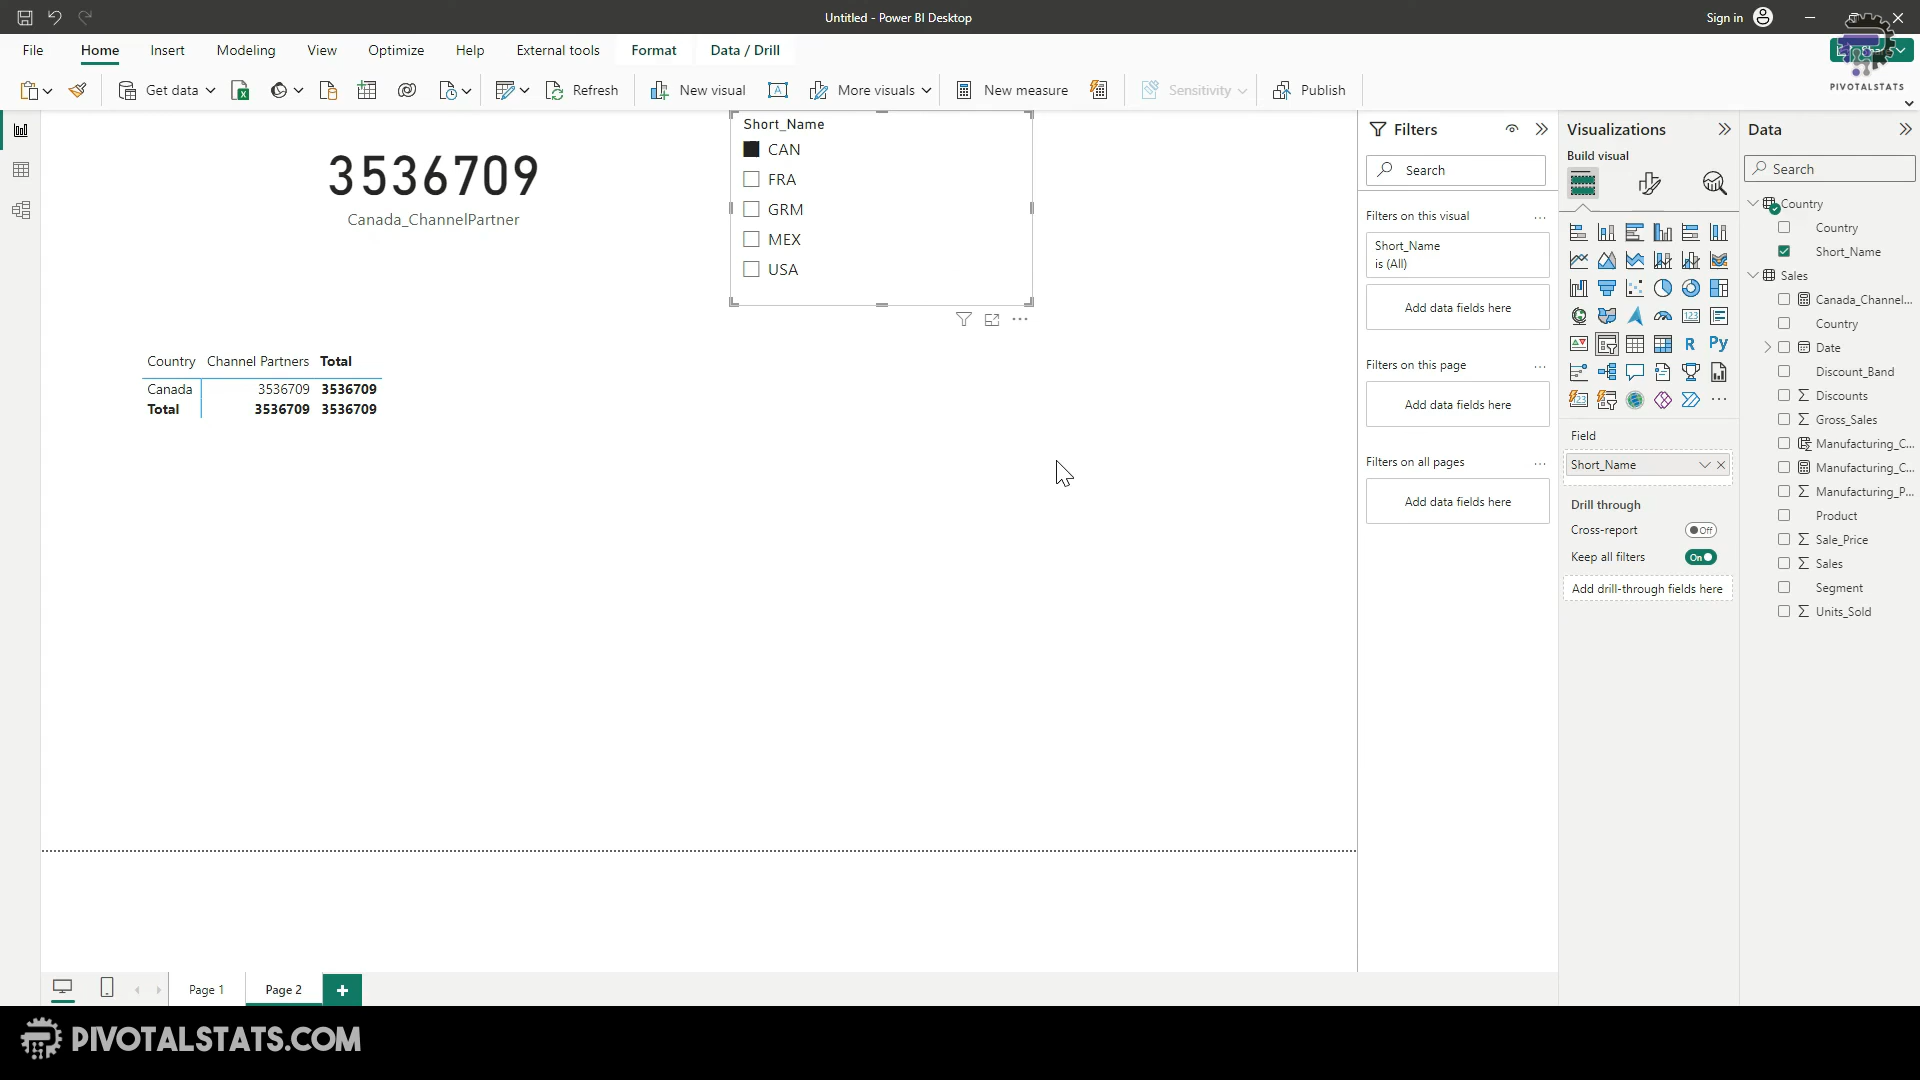 Untitled - Power BI Desktop
Sign in
File
Home
Insert
Modeling
View
Optimize
Help
External tools
Format
Data / Drill
Get data
Refresh
New visual
More visuals
New measure
Sensitivity
Publish
PIVOTALSTATS
3536709
Canada_ChannelPartner
Short_Name
CAN
FRA
GRM
MEX
USA
Country Channel Partners Total
Canada 3536709 3536709
Total 3536709 3536709
Filters
Search
Filters on this visual
...
Short_Name
is (All)
Add data fields here
Filters on this page
...
Add data fields here
Filters on all pages
...
Add data fields here
Visualizations
Build visual
123
R
Py
123
...
Field
Short_Name
Drill through
Cross-report
Off
Keep all filters
On
Add drill-through fields here
Data
Search
Country
Country
Short_Name
Sales
Canada_Channel...
Country
Date
Discount_Band
Discounts
Gross_Sales
Manufacturing_C...
Manufacturing_C...
Manufacturing_P...
Product
Sale_Price
Sales
Segment
Units_Sold
Page 1
Page 2
PIVOTALSTATS.COM